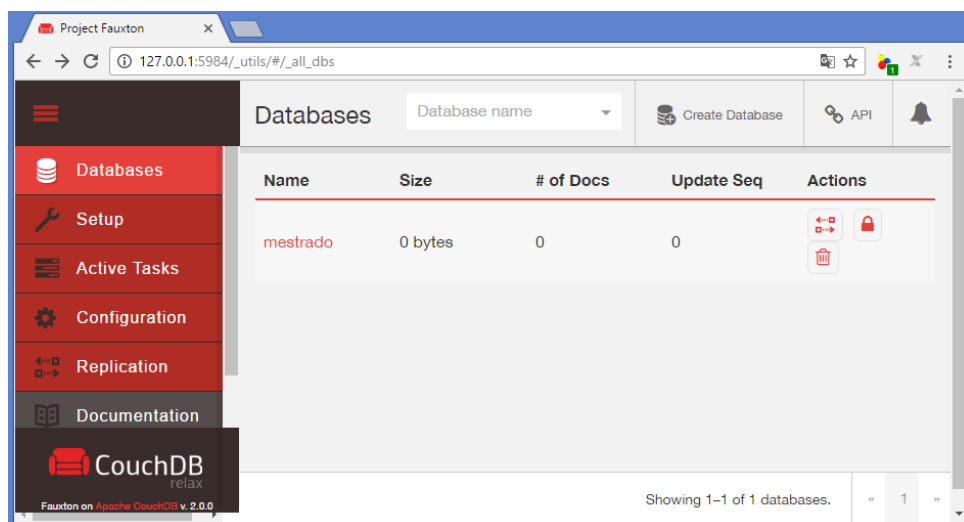 Project Fauxton
127.0.0.1:5984/_utils/#/_all_dbs
1
Databases
Database name
Create Database
API
Databases
Setup
Active Tasks
Configuration
Replication
Documentation
CouchDB
relax
Fauxton on Apache CouchDB v. 2.0.0
Name Size # of Docs Update Seq Actions
mestrado 0 bytes 0 0
Showing 1–1 of 1 databases. « 1 »